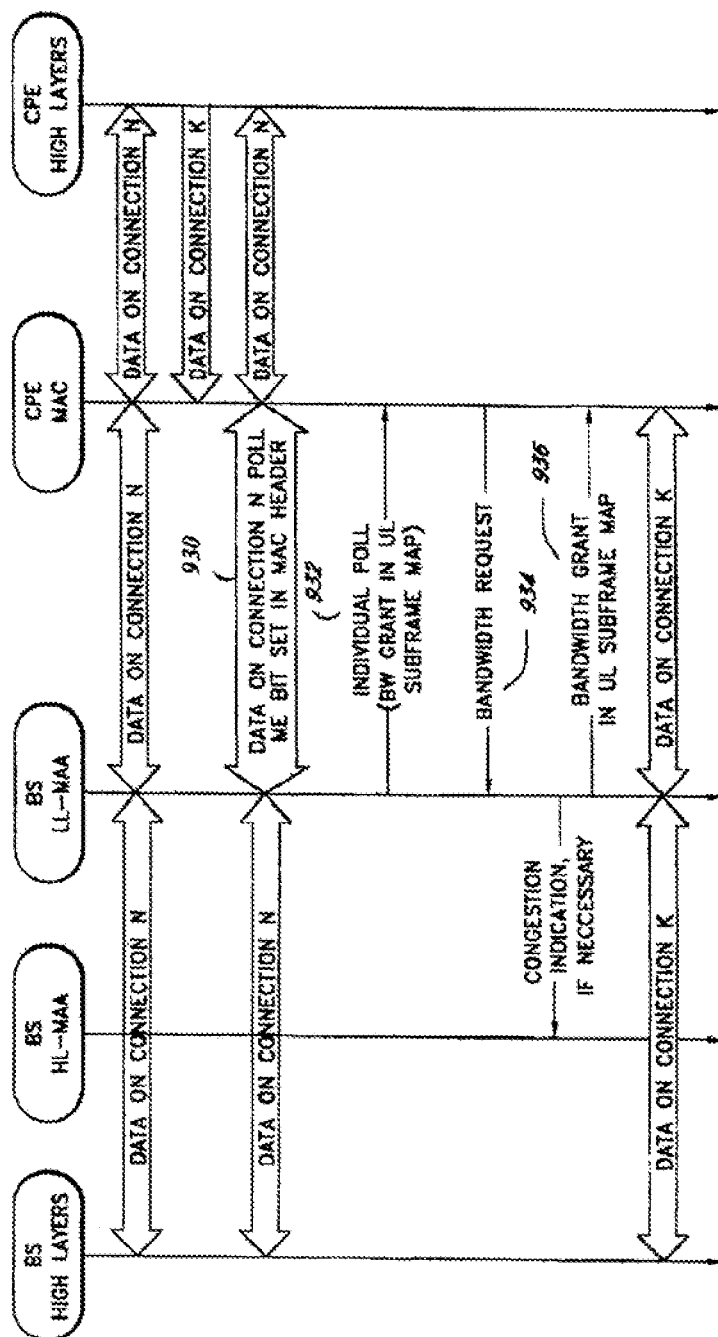 BS
HIGH LAYERS
BS
HL-MAA
BS
LL-MAA
CPE
MAC
CPE
HIGH LAYERS
DATA ON CONNECTION N
DATA ON CONNECTION N
DATA ON CONNECTION N
DATA ON CONNECTION K
DATA ON CONNECTION N
930
DATA ON CONNECTION N POLL
ME BIT SET IN MAC HEADER
DATA ON CONNECTION N
932
INDIVIDUAL POLL
(BW GRANT IN UL
SUBFRAME MAP)
BANDWIDTH REQUEST
934
CONGESTION
INDICATION,
IF NECCESSARY
936
BANDWIDTH GRANT
IN UL SUBFRAME MAP
DATA ON CONNECTION K
DATA ON CONNECTION K